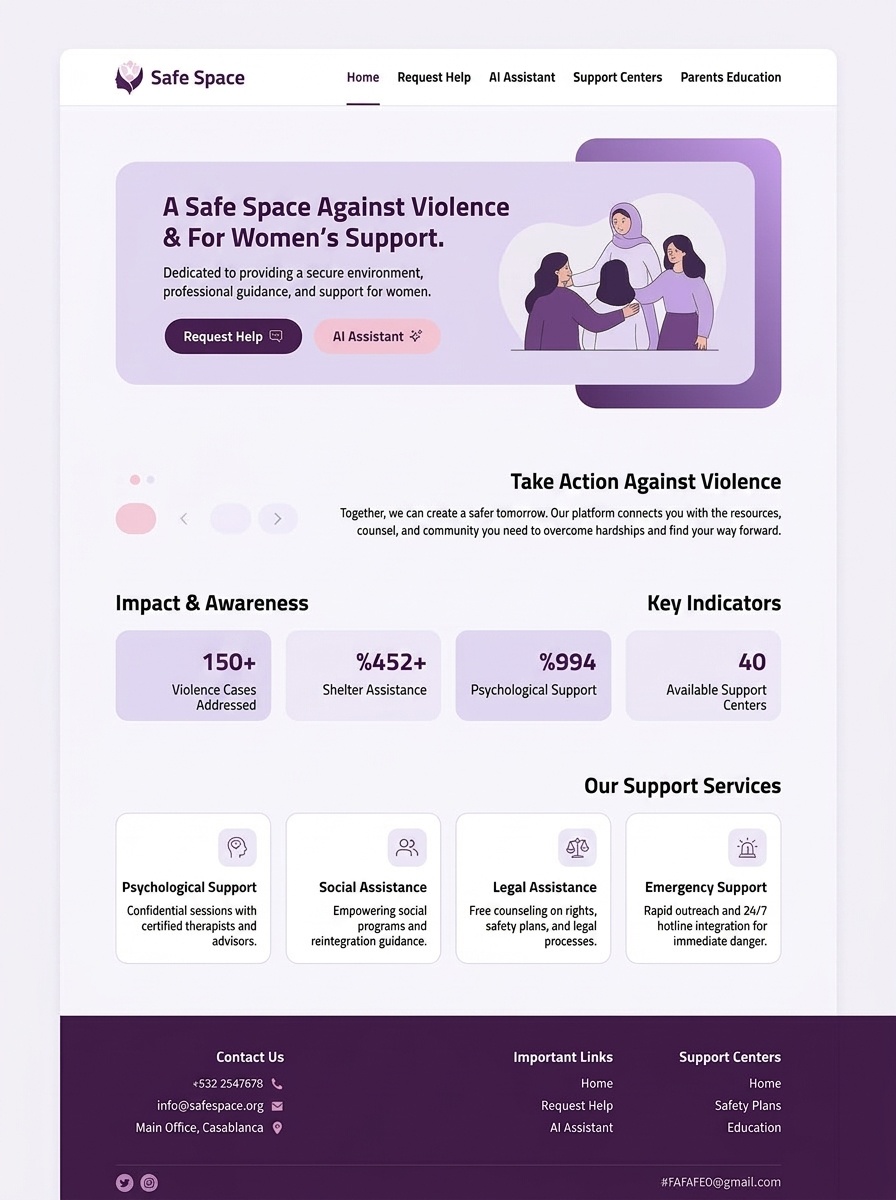 Safe Space
Home
Request Help
AI Assistant
Support Centers
Parents Education
A Safe Space Against Violence
& For Women’s Support.
Dedicated to providing a secure environment,
professional guidance, and support for women.
Request Help
AI Assistant
Take Action Against Violence
Together, we can create a safer tomorrow. Our platform connects you with the resources,
counsel, and community you need to overcome hardships and find your way forward.
Impact & Awareness
Key Indicators
150+
Violence Cases
Addressed
%452+
Shelter Assistance
%994
Psychological Support
40
Available Support
Centers
Our Support Services
Psychological Support
Confidential sessions with
certified therapists and
advisors.
Social Assistance
Empowering social
programs and
reintegration guidance.
Legal Assistance
Free counseling on rights,
safety plans, and legal
processes.
Emergency Support
Rapid outreach and 24/7
hotline integration for
immediate danger.
Contact Us
+532 2547678
info@safespace.org
Main Office, Casablanca
Important Links
Home
Request Help
AI Assistant
Support Centers
Home
Safety Plans
Education
#FAFAFEO@gmail.com